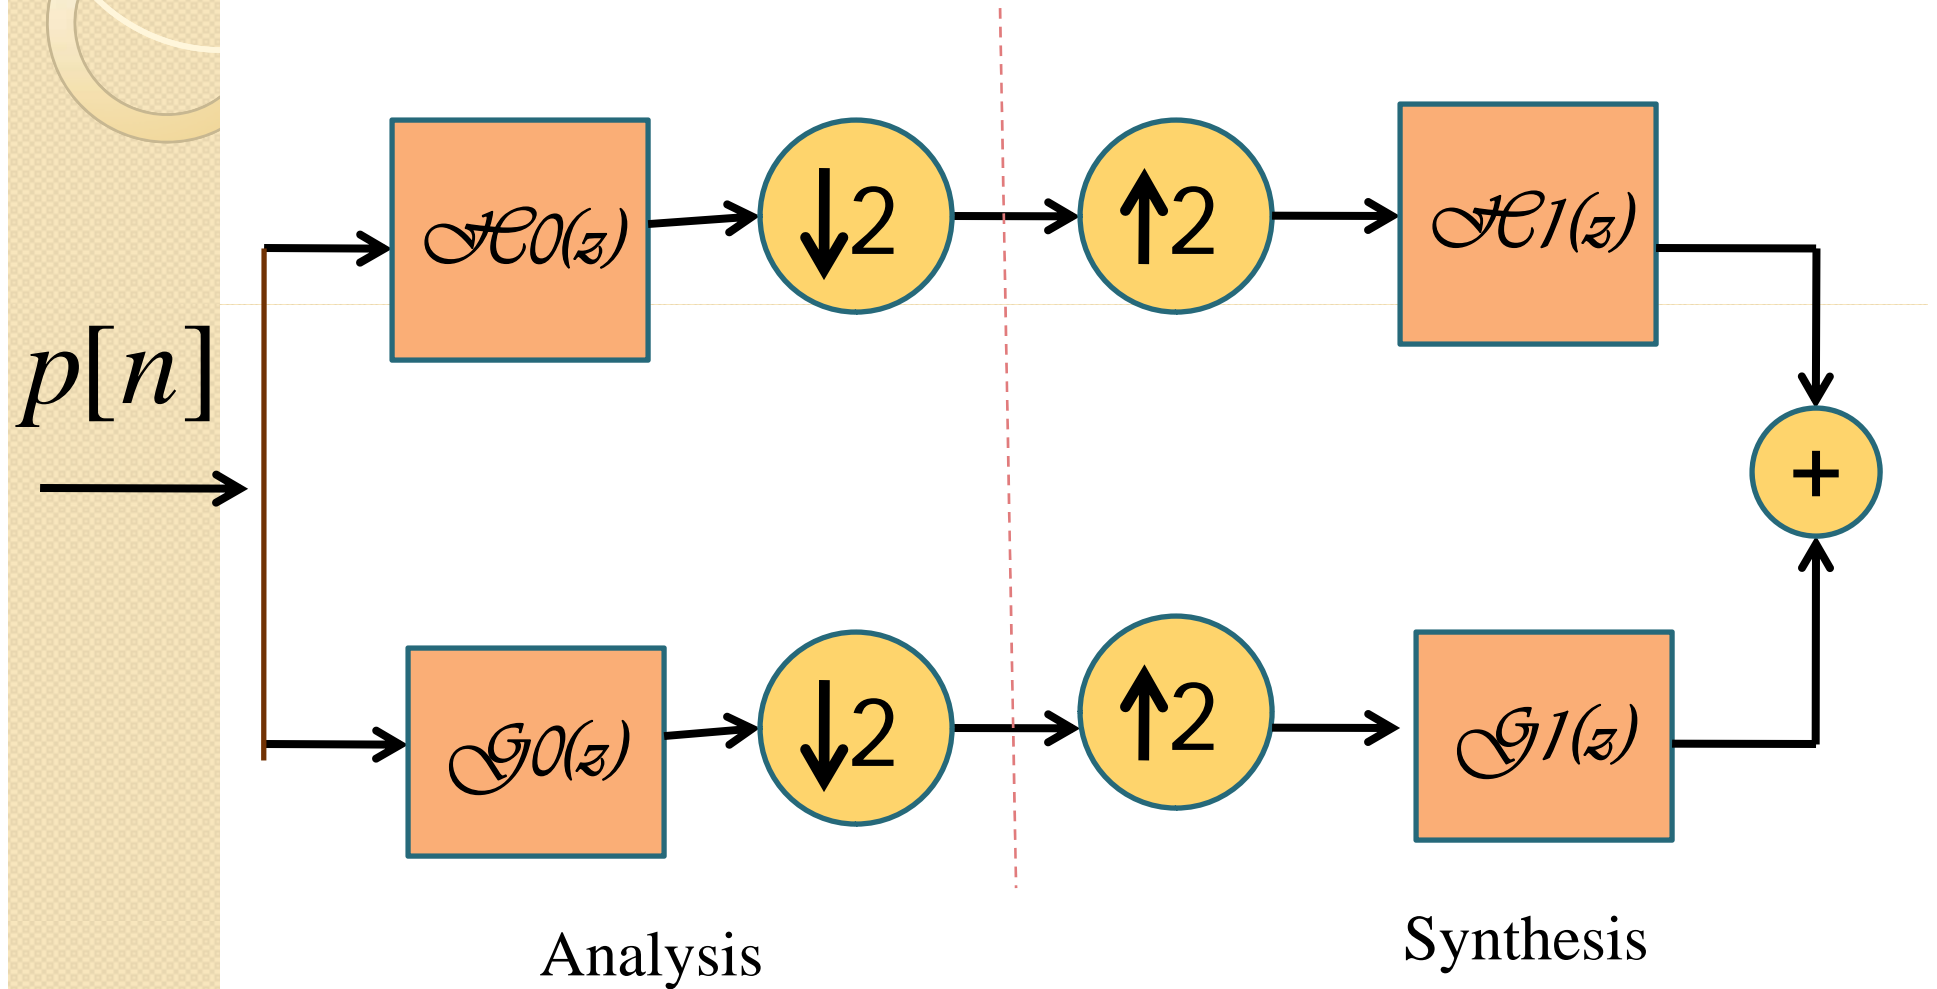 H0(z)
↓2
↑2
H1(z)
p[n]
+
G0(z)
↓2
↑2
G1(z)
Analysis
Synthesis